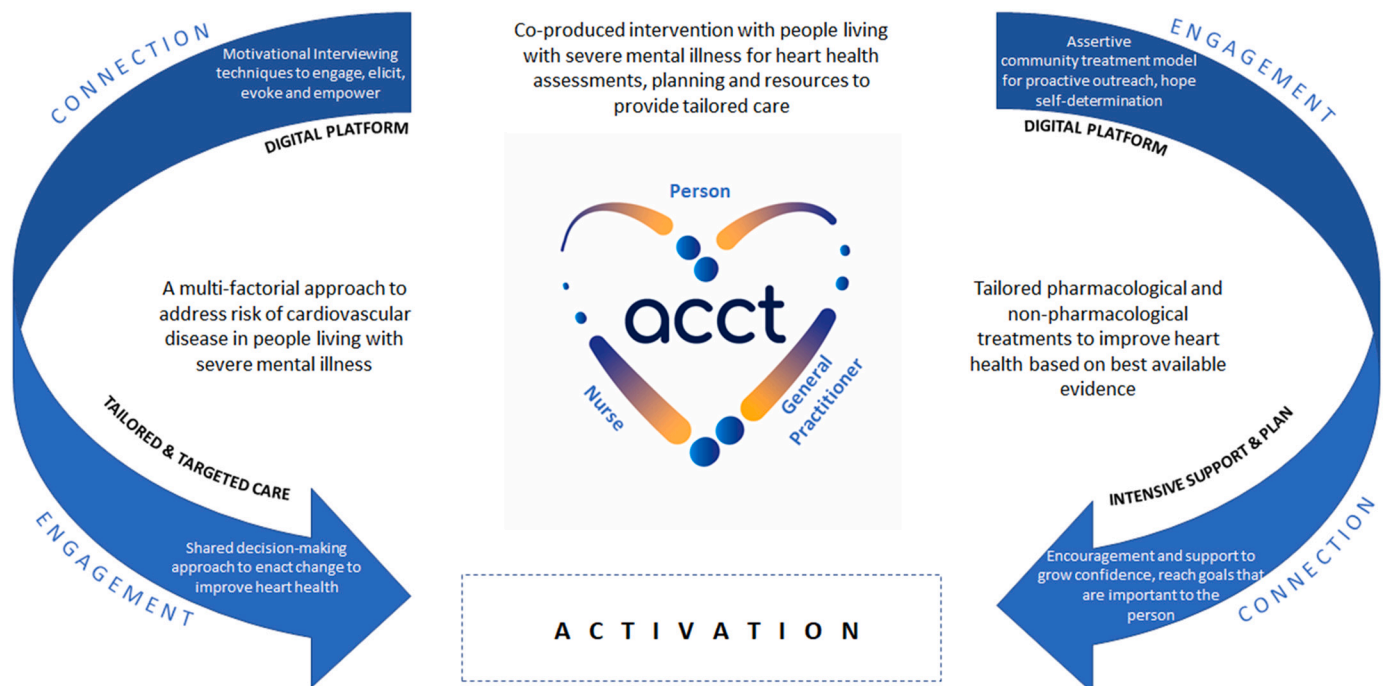 CONNECTION
Motivational Interviewing
techniques to engage, elicit,
evoke and empower
DIGITAL PLATFORM
Co-produced intervention with people living
with severe mental illness for heart health
assessments, planning and resources to
provide tailored care
ENGAGEMENT
Assertive
community treatment model
for proactive outreach, hope
self-determination
DIGITAL PLATFORM
Person
acct
Nurse
General
Practitioner
A multi-factorial approach to
address risk of cardiovascular
disease in people living with
severe mental illness
Tailored pharmacological and
non-pharmacological
treatments to improve heart
health based on best available
evidence
TAILORED & TARGETED CARE
ENGAGEMENT
Shared decision-making
approach to enact change to
improve heart health
INTENSIVE SUPPORT & PLAN
CONNECTION
Encouragement and support to
grow confidence, reach goals that
are important to the
person
ACTIVATION